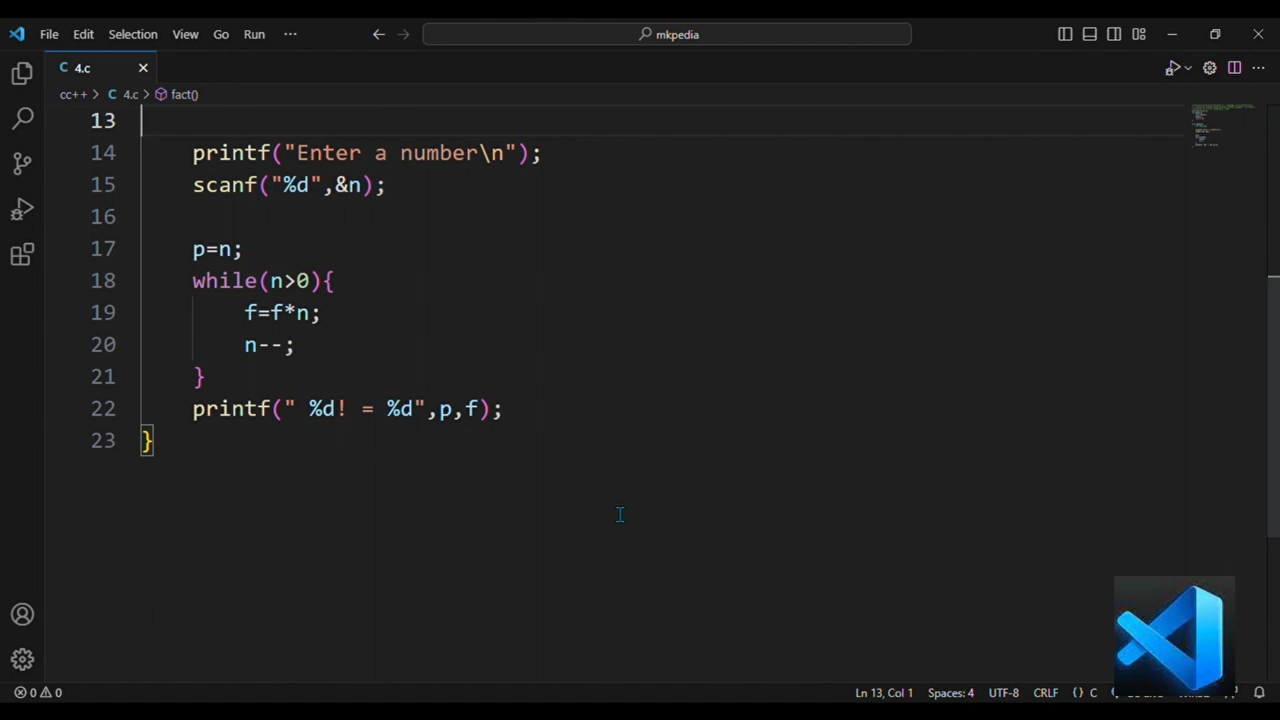 File Edit Selection View Go Run ··· mkpedia
4.c
cc++ > C 4.c > fact()
13
14 printf("Enter a number\n");
15 scanf("%d",&n);
16
17 p=n;
18 while(n>0){
19 f=f*n;
20 n--;
21 }
22 printf(" %d! = %d",p,f);
23 }
0 0 Ln 13, Col 1 Spaces: 4 UTF-8 CRLF {} C